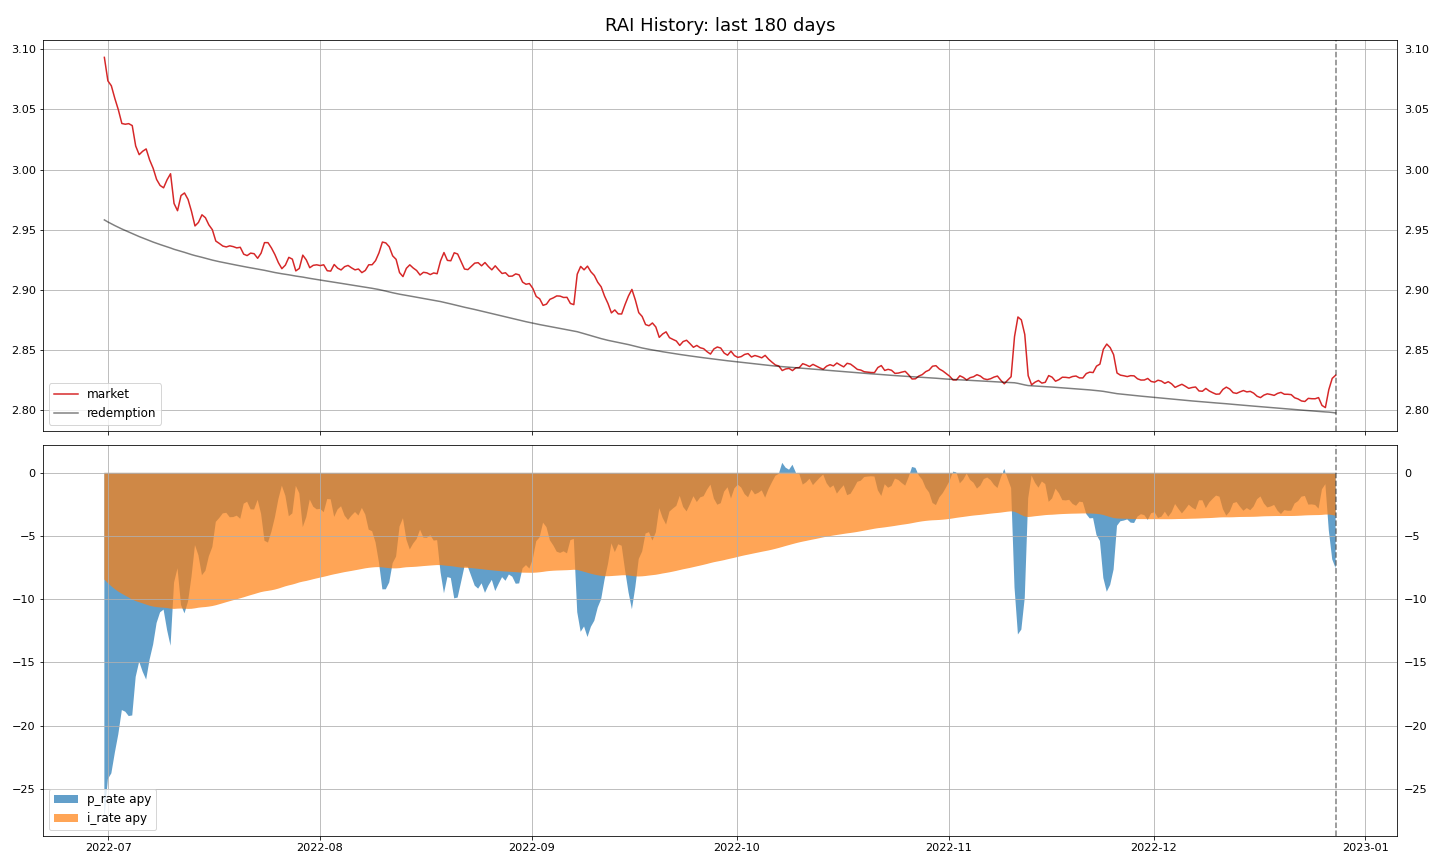 RAI History: last 180 days
3.10 3.10
3.05 3.05
3.00 3.00
2.95 2.95
2.90 2.90
2.85 2.85
2.80 2.80
market
redemption
0 0
−5 −5
−10 −10
−15 −15
−20 −20
−25 −25
p_rate apy
i_rate apy
2022-07 2022-08 2022-09 2022-10 2022-11 2022-12 2023-01